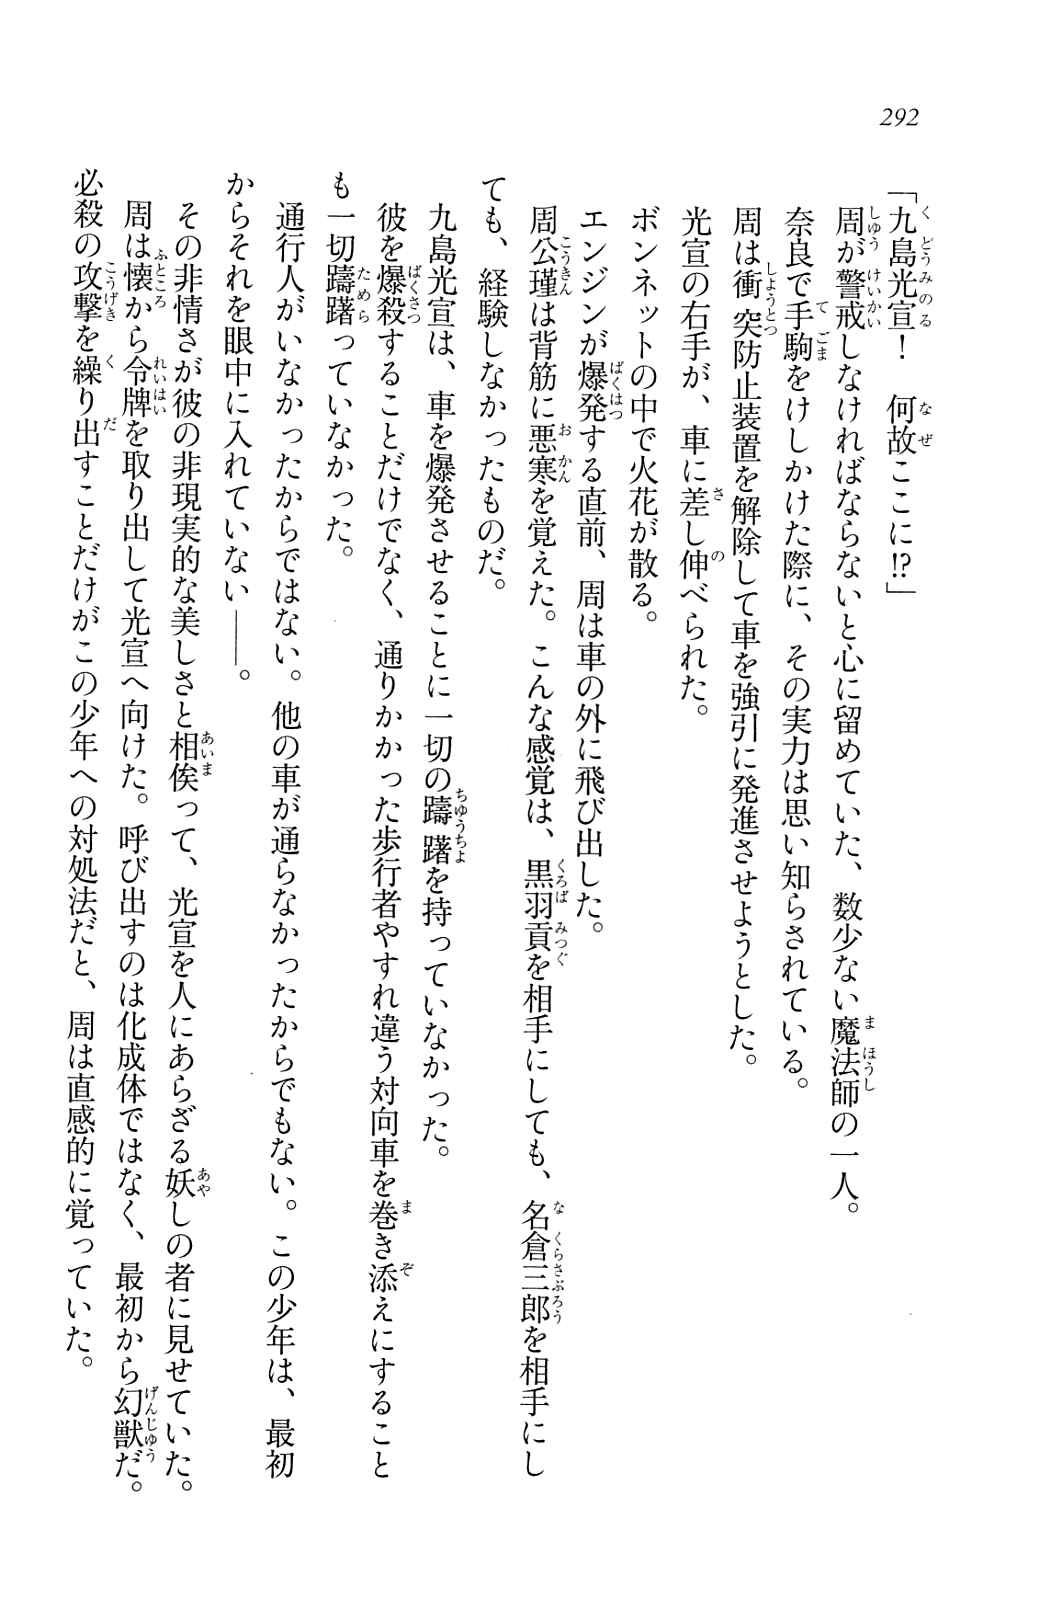 292
「九島光宣！　何故ここに!?」
周が警戒しなければならないと心に留めていた、数少ない魔法師の一人。
奈良で手駒をけしかけた際に、その実力は思い知らされている。
周は衝突防止装置を解除して車を強引に発進させようとした。
光宣の右手が、車に差し伸べられた。
ボンネットの中で火花が散る。
エンジンが爆発する直前、周は車の外に飛び出した。
周公瑾は背筋に悪寒を覚えた。こんな感覚は、黒羽貢を相手にしても、名倉三郎を相手にし
ても、経験しなかったものだ。
九島光宣は、車を爆発させることに一切の躊躇を持っていなかった。
彼を爆殺することだけでなく、通りかかった歩行者やすれ違う対向車を巻き添えにすること
も一切躊躇っていなかった。
通行人がいなかったからではない。他の車が通らなかったからでもない。この少年は、最初
からそれを眼中に入れていない――。
その非情さが彼の非現実的な美しさと相俟って、光宣を人にあらざる妖しの者に見せていた。
周は懐から令牌を取り出して光宣へ向けた。呼び出すのは化成体ではなく、最初から幻獣だ。
必殺の攻撃を繰り出すことだけがこの少年への対処法だと、周は直感的に覚っていた。